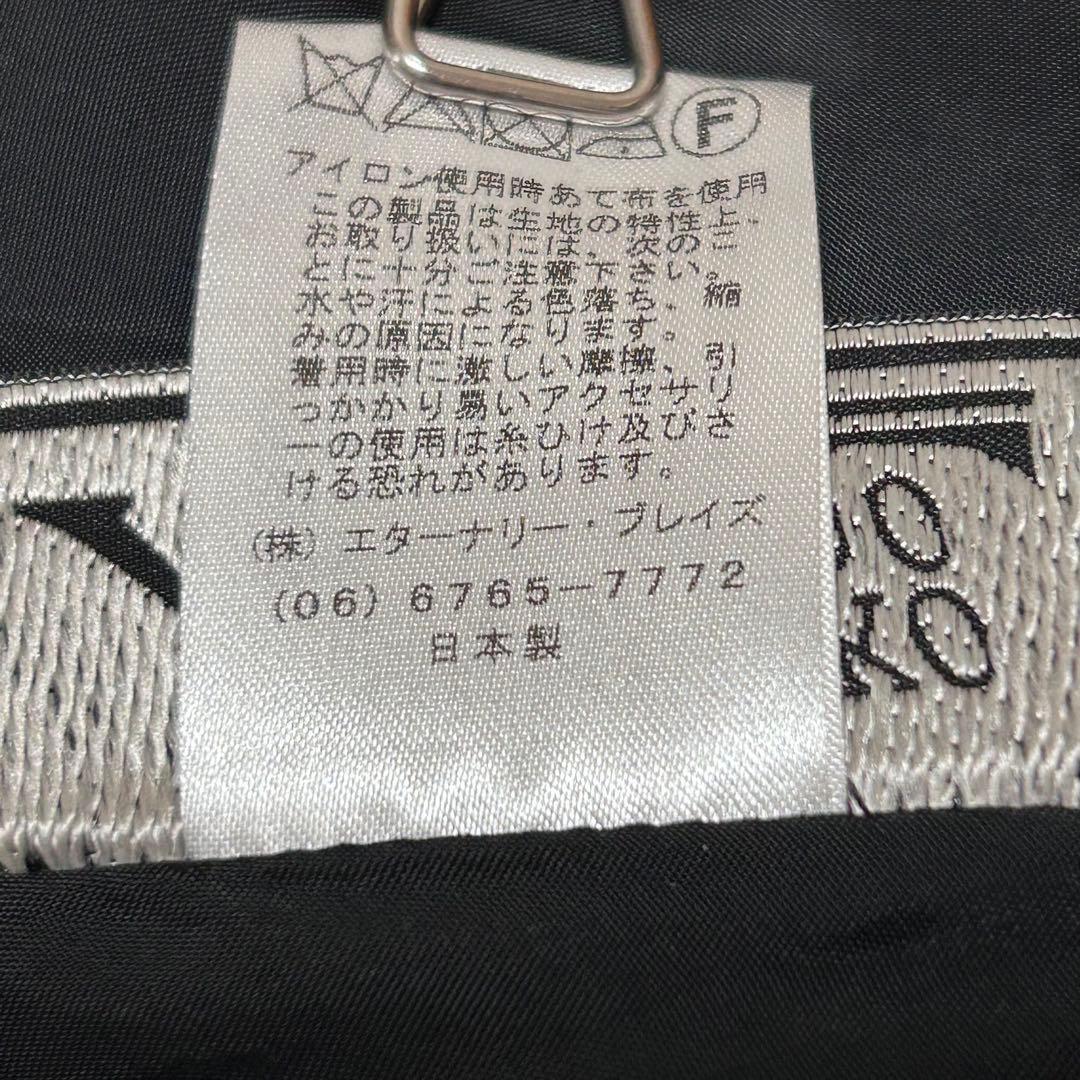 F
アイロン使用時あて布を使用
この製品は生地の特性上、
お取り扱いには、次のこ
とに十分ご注意下さい。
水や汗による色落ち、縮
みの原因になります。
着用時に激しい摩擦、引
っかかり易いアクセサリ
ーの使用は糸ひけ及びさ
ける恐れがあります。
(株) エターナリー・ブレイズ
(06) 6765-7772
日本製